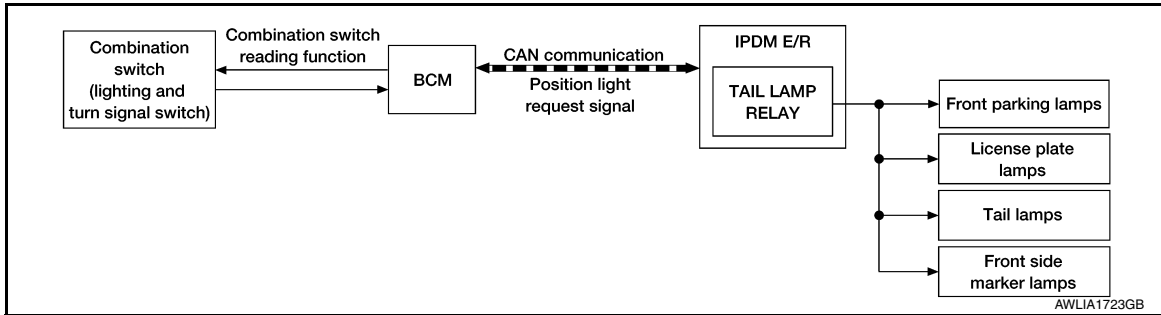 Combination
switch
(lighting and
turn signal switch)
Combination switch
reading function
BCM
CAN communication
Position light
request signal
IPDM E/R
TAIL LAMP
RELAY
Front parking lamps
License plate
lamps
Tail lamps
Front side
marker lamps
AWLIA1723GB